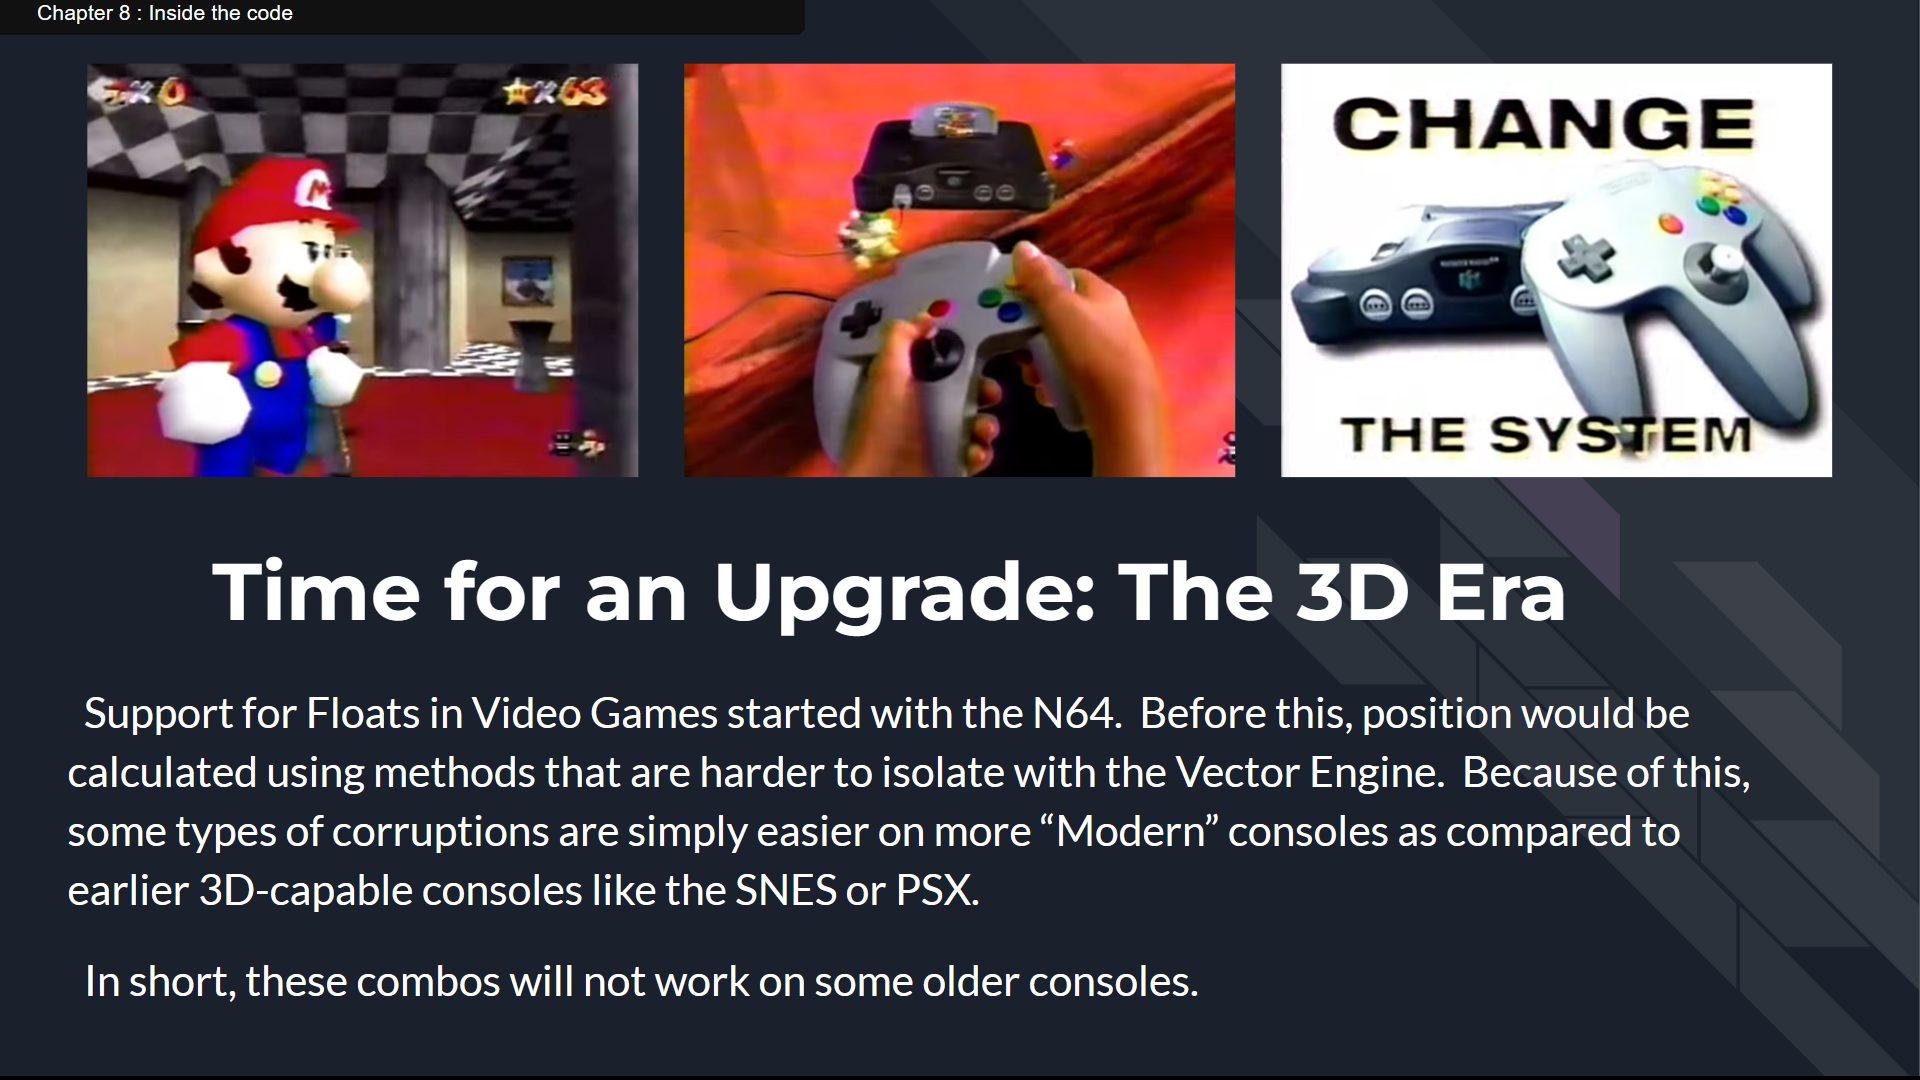 Chapter 8 : Inside the code
x 0
x 63
M
CHANGE
THE SYSTEM
Time for an Upgrade: The 3D Era
Support for Floats in Video Games started with the N64.  Before this, position would be
calculated using methods that are harder to isolate with the Vector Engine.  Because of this,
some types of corruptions are simply easier on more “Modern” consoles as compared to
earlier 3D-capable consoles like the SNES or PSX.
In short, these combos will not work on some older consoles.